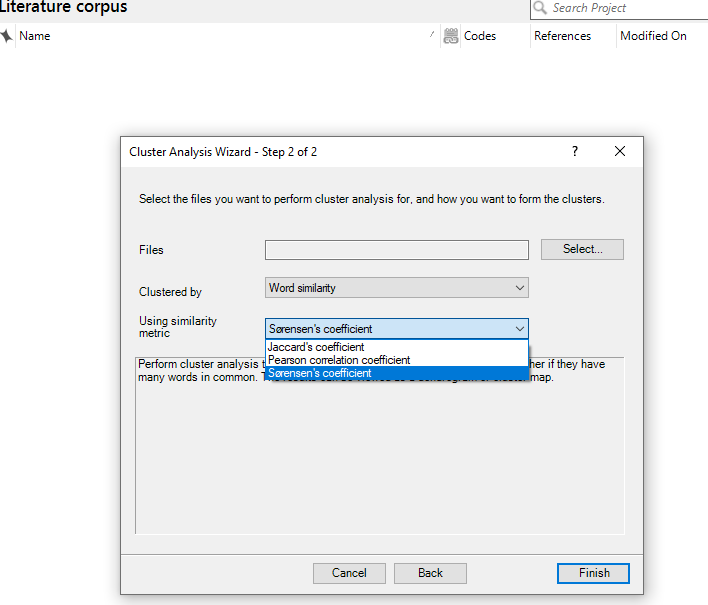 Literature corpus
Search Project
Name
Codes
References
Modified On
Cluster Analysis Wizard - Step 2 of 2
?
Select the files you want to perform cluster analysis for, and how you want to form the clusters.
Files
Select...
Clustered by
Word similarity
Using similarity
metric
Sørensen's coefficient
Jaccard's coefficient
Pearson correlation coefficient
Sørensen's coefficient
Perform cluster analysis if they have
many words in common. map.
Cancel
Back
Finish